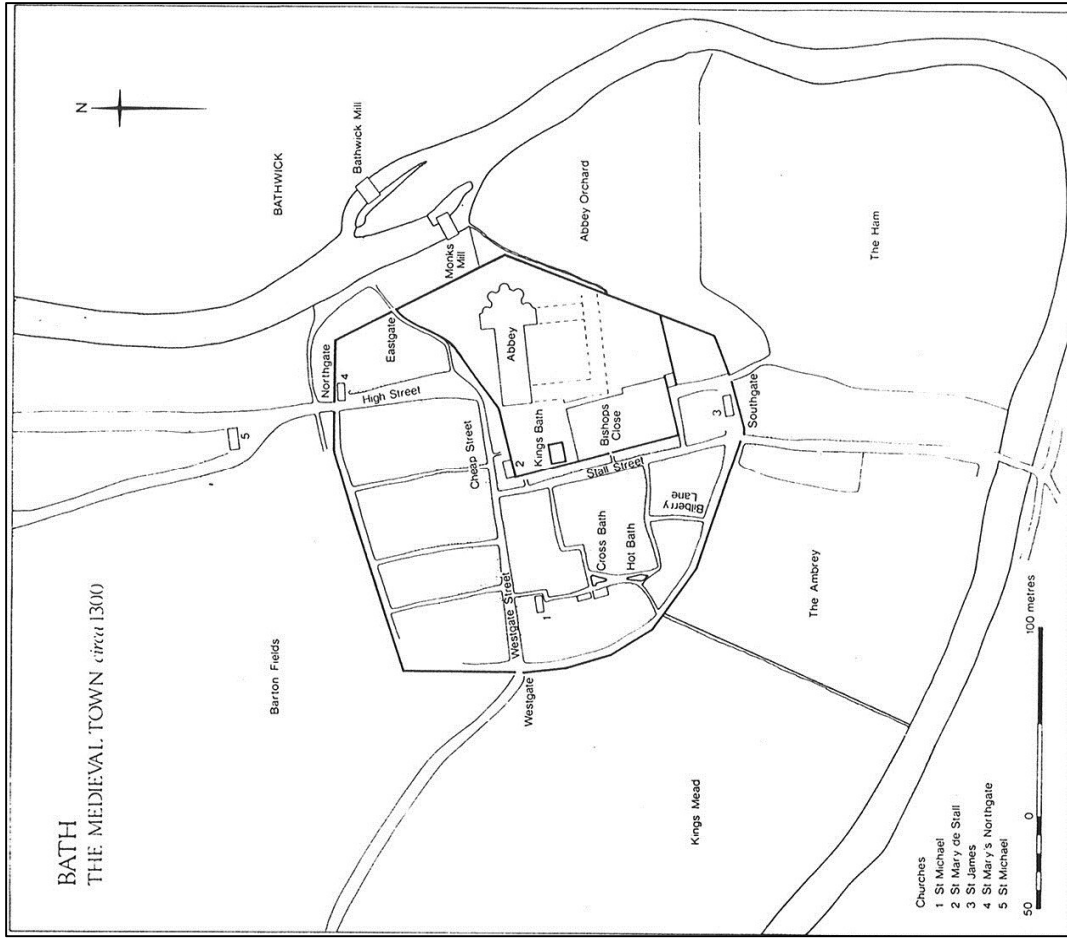 BATH
THE MEDIEVAL TOWN circa 1300
N
BATHWICK
Bathwick Mill
Monks
Mill
Northgate
4
Eastgate
High Street
5
Barton Fields
Abbey
Abbey Orchard
Cheap Street
2
Kings Bath
Bishops
Close
Stall Street
Westgate Street
Westgate
1
Cross Bath
Hot Bath
Bilberry
Lane
3
Southgate
The Ham
The Ambrey
Kings Mead
Churches
1 St Michael
2 St Mary de Stall
3 St James
4 St Mary's Northgate
5 St Michael
50
0
100 metres